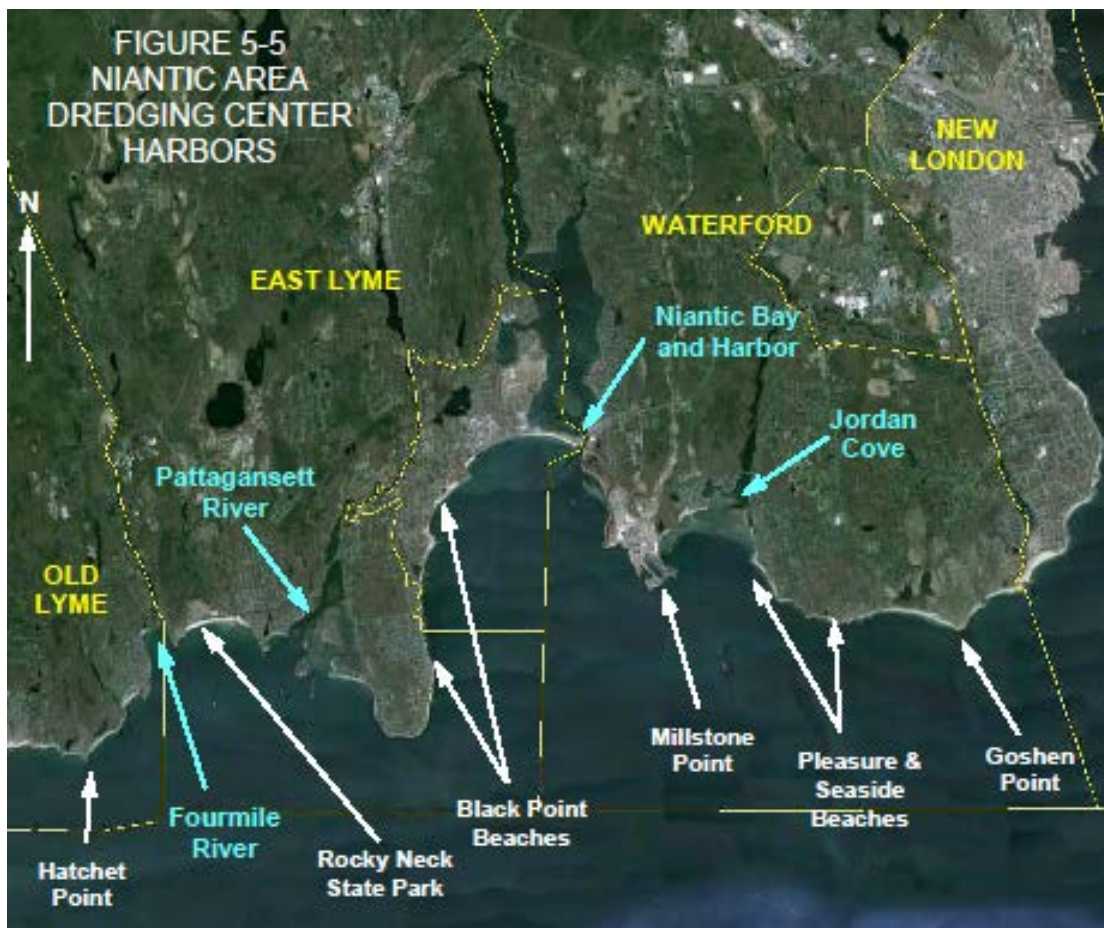 FIGURE 5-5
NIANTIC AREA
DREDGING CENTER
HARBORS
N
NEW
LONDON
WATERFORD
EAST LYME
Niantic Bay
and Harbor
Jordan
Cove
Pattagansett
River
OLD
LYME
Millstone
Point
Pleasure &
Seaside
Beaches
Goshen
Point
Black Point
Beaches
Fourmile
River
Rocky Neck
State Park
Hatchet
Point